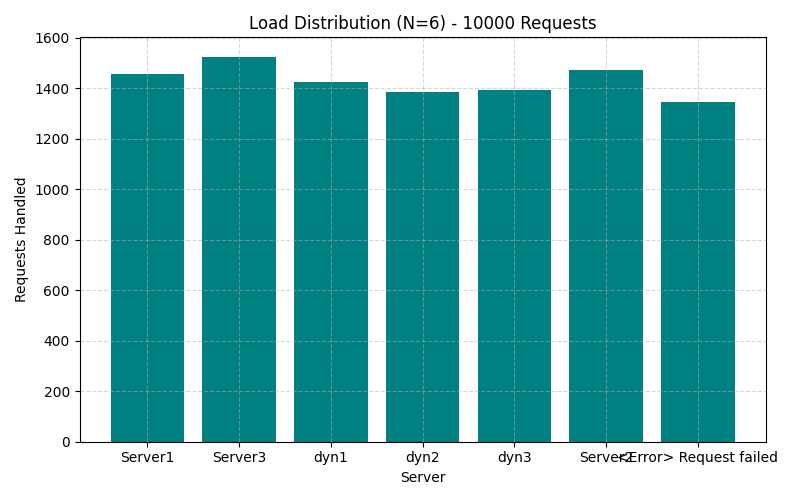 Load Distribution (N=6) - 10000 Requests
Requests Handled
1600
1400
1200
1000
800
600
400
200
0
Server1 Server3 dyn1 dyn2 dyn3 Server2 <Error> Request failed
Server